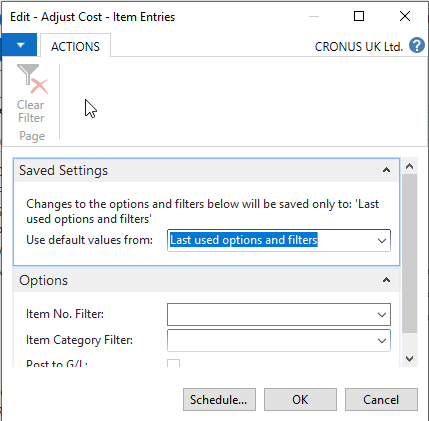 Edit - Adjust Cost - Item Entries
ACTIONS
CRONUS UK Ltd.
?
Clear
Filter
Page
Saved Settings
Changes to the options and filters below will be saved only to: 'Last
used options and filters'
Use default values from:
Last used options and filters
Options
Item No. Filter:
Item Category Filter:
Post to G/L:
Schedule...
OK
Cancel